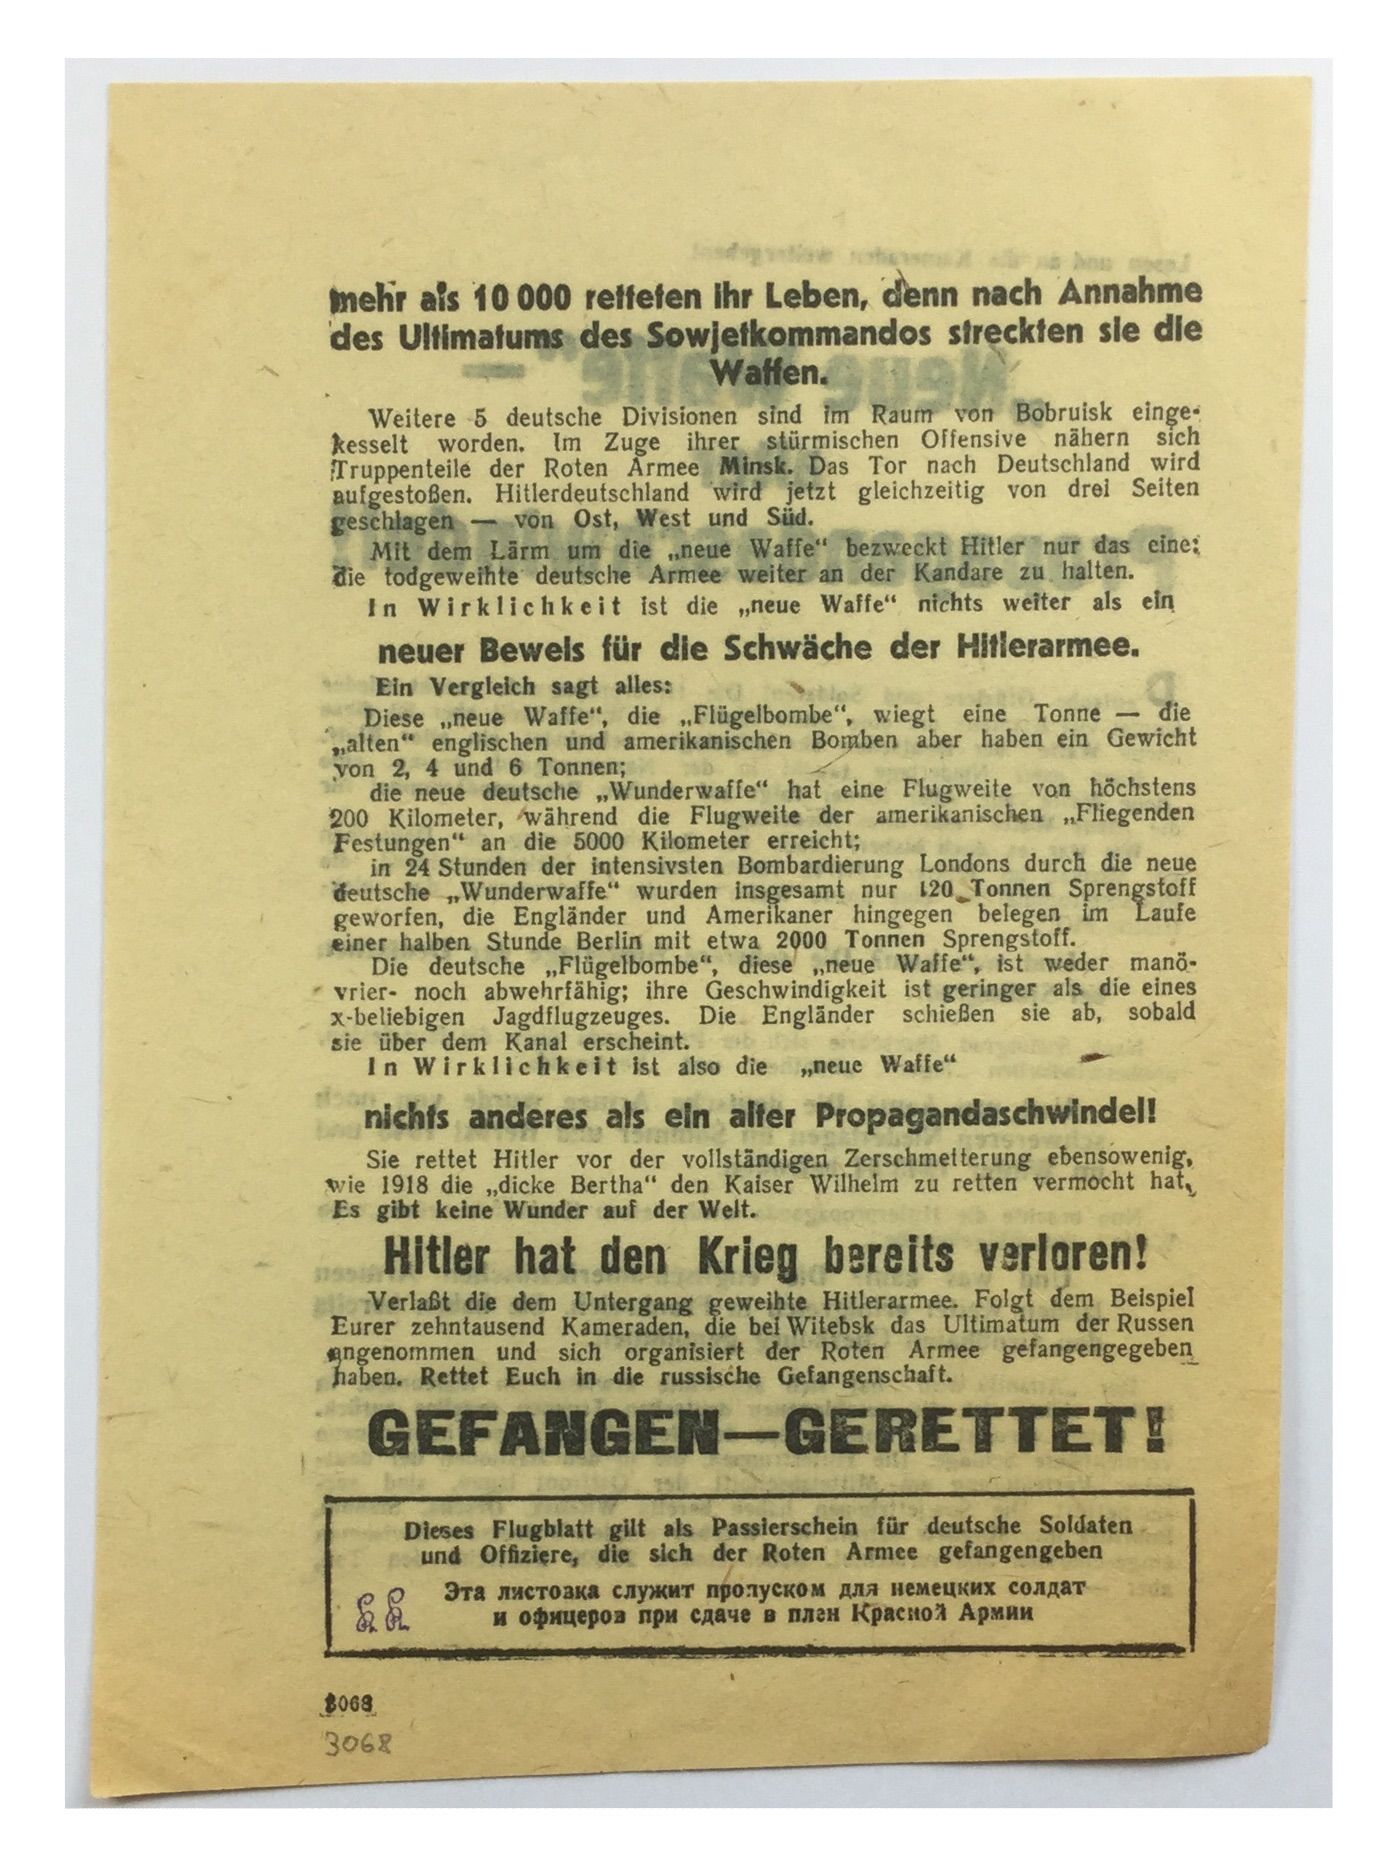 mehr als 10 000 retteten ihr Leben, denn nach Annahme
des Ultimatums des Sowjetkommandos streckten sie die
Waffen.
Weitere 5 deutsche Divisionen sind im Raum von Bobruisk einge-
kesselt worden. Im Zuge ihrer stürmischen Offensive nähern sich
Truppenteile der Roten Armee Minsk. Das Tor nach Deutschland wird
aufgestoßen. Hitlerdeutschland wird jetzt gleichzeitig von drei Seiten
geschlagen — von Ost, West und Süd.
Mit dem Lärm um die „neue Waffe“ bezweckt Hitler nur das eine:
die todgeweihte deutsche Armee weiter an der Kandare zu halten.
In Wirklichkeit ist die „neue Waffe“ nichts weiter als ein
neuer Beweis für die Schwäche der Hitlerarmee.
Ein Vergleich sagt alles:
Diese „neue Waffe“, die „Flügelbombe“, wiegt eine Tonne — die
„alten“ englischen und amerikanischen Bomben aber haben ein Gewicht
von 2, 4 und 6 Tonnen;
die neue deutsche „Wunderwaffe“ hat eine Flugweite von höchstens
200 Kilometer, während die Flugweite der amerikanischen „Fliegenden
Festungen“ an die 5000 Kilometer erreicht;
in 24 Stunden der intensivsten Bombardierung Londons durch die neue
deutsche „Wunderwaffe“ wurden insgesamt nur 120 Tonnen Sprengstoff
geworfen, die Engländer und Amerikaner hingegen belegen im Laufe
einer halben Stunde Berlin mit etwa 2000 Tonnen Sprengstoff.
Die deutsche „Flügelbombe“, diese „neue Waffe“, ist weder manö-
vrier- noch abwehrfähig; ihre Geschwindigkeit ist geringer als die eines
x-beliebigen Jagdflugzeuges. Die Engländer schießen sie ab, sobald
sie über dem Kanal erscheint.
In Wirklichkeit ist also die „neue Waffe“
nichts anderes als ein alter Propagandaschwindel!
Sie rettet Hitler vor der vollständigen Zerschmetterung ebensowenig,
wie 1918 die „dicke Bertha“ den Kaiser Wilhelm zu retten vermocht hat.
Es gibt keine Wunder auf der Welt.
Hitler hat den Krieg bereits verloren!
Verlaßt die dem Untergang geweihte Hitlerarmee. Folgt dem Beispiel
Eurer zehntausend Kameraden, die bei Witebsk das Ultimatum der Russen
angenommen und sich organisiert der Roten Armee gefangengegeben
haben. Rettet Euch in die russische Gefangenschaft.
GEFANGEN—GERETTET!
Dieses Flugblatt gilt als Passierschein für deutsche Soldaten
und Offiziere, die sich der Roten Armee gefangengeben
Эта листовка служит пропуском для немецких солдат
и офицеров при сдаче в плен Красной Армии
3068
3068